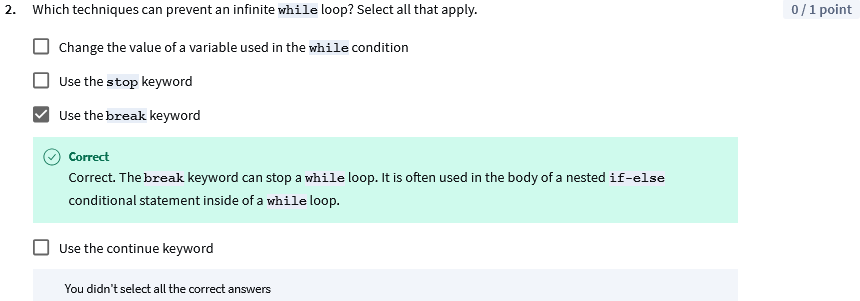 2. Which techniques can prevent an infinite while loop? Select all that apply. 0 / 1 point
Change the value of a variable used in the while condition
Use the stop keyword
Use the break keyword
Correct
Correct. The break keyword can stop a while loop. It is often used in the body of a nested if-else
conditional statement inside of a while loop.
Use the continue keyword
You didn't select all the correct answers